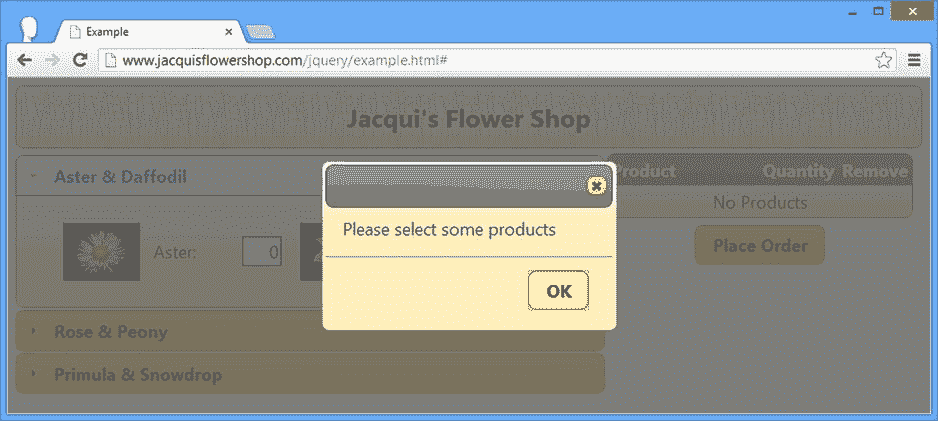 Example
www.jacquisflowershop.com/jquery/example.html#
Jacqui's Flower Shop
Aster & Daffodil
Product Quantity Remove
No Products
Please select some products
Aster: 0
Place Order
OK
Rose & Peony
Primula & Snowdrop